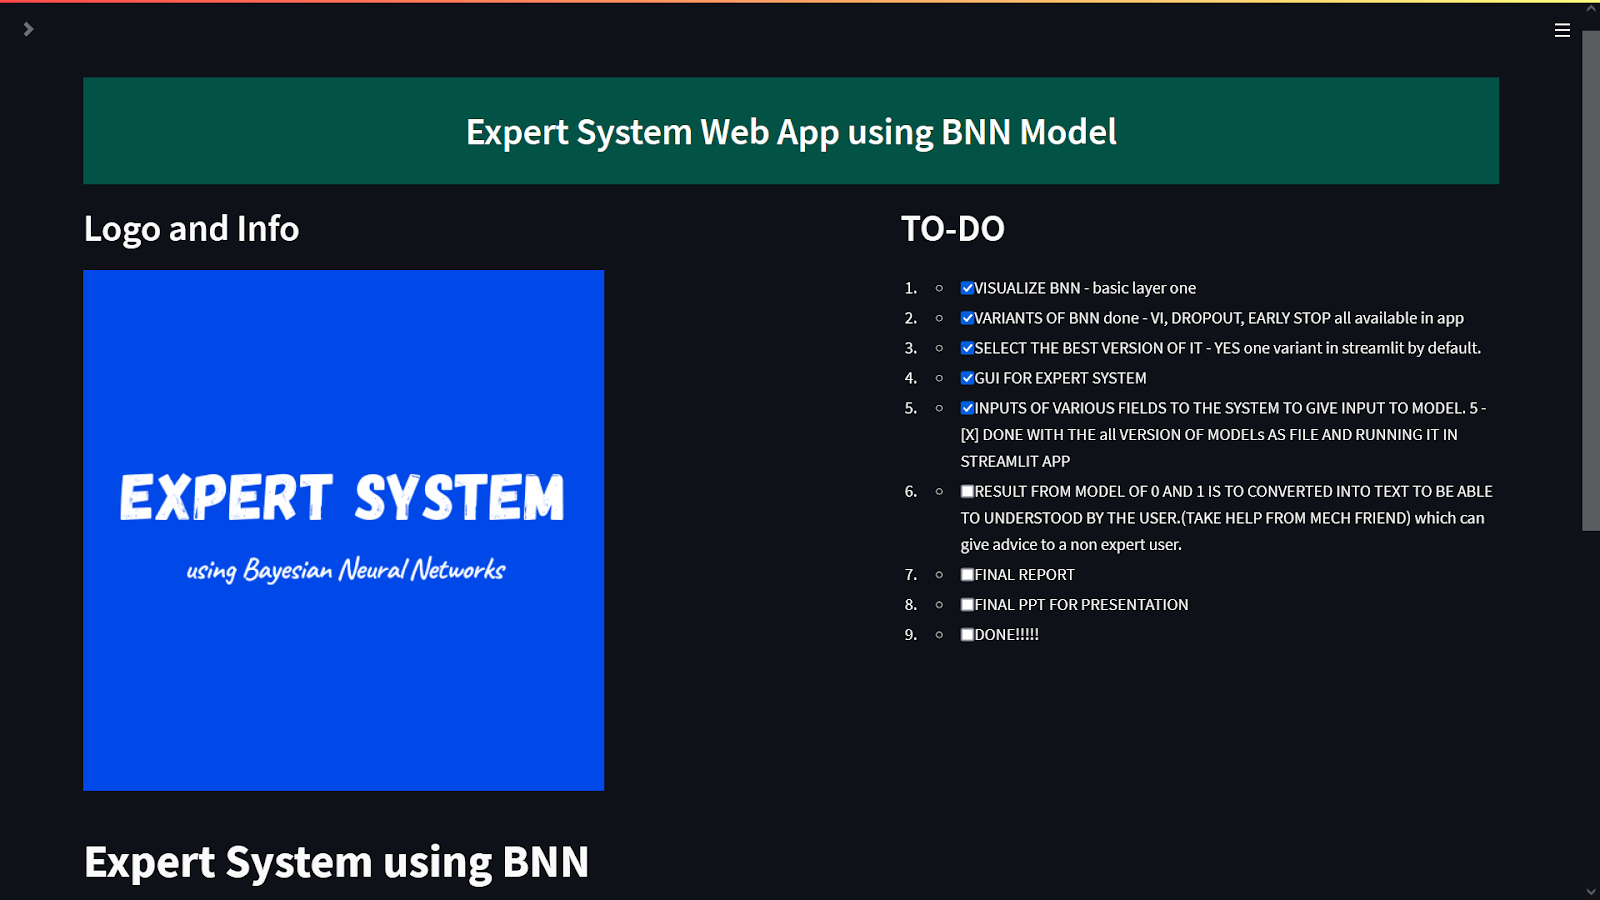 Expert System Web App using BNN Model
Logo and Info
EXPERT SYSTEM
using Bayesian Neural Networks
TO-DO
1. VISUALIZE BNN - basic layer one
2. VARIANTS OF BNN done - VI, DROPOUT, EARLY STOP all available in app
3. SELECT THE BEST VERSION OF IT - YES one variant in streamlit by default.
4. GUI FOR EXPERT SYSTEM
5. INPUTS OF VARIOUS FIELDS TO THE SYSTEM TO GIVE INPUT TO MODEL. 5 -
[X] DONE WITH THE all VERSION OF MODELs AS FILE AND RUNNING IT IN
STREAMLIT APP
6. RESULT FROM MODEL OF 0 AND 1 IS TO CONVERTED INTO TEXT TO BE ABLE
TO UNDERSTOOD BY THE USER.(TAKE HELP FROM MECH FRIEND) which can
give advice to a non expert user.
7. FINAL REPORT
8. FINAL PPT FOR PRESENTATION
9. DONE!!!!!
Expert System using BNN